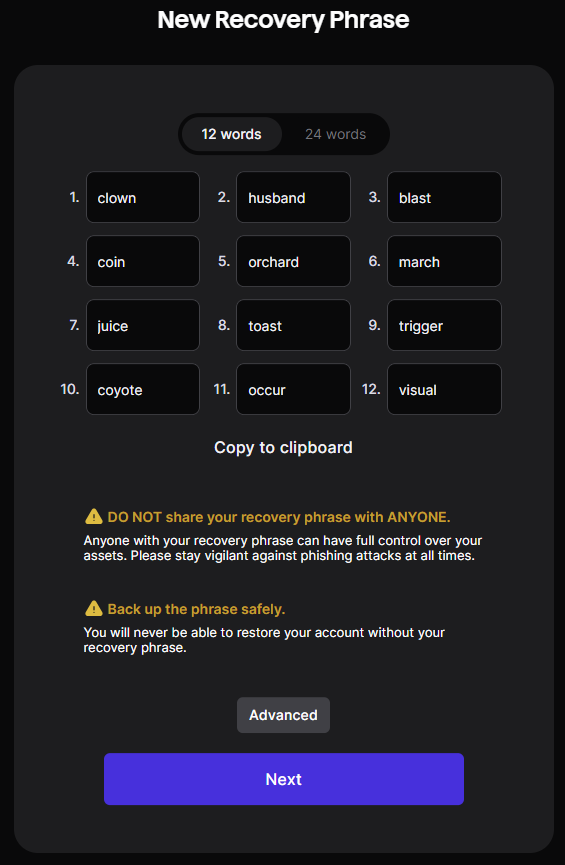 New Recovery Phrase
12 words 24 words
1. clown 2. husband 3. blast
4. coin 5. orchard 6. march
7. juice 8. toast 9. trigger
10. coyote 11. occur 12. visual
Copy to clipboard
DO NOT share your recovery phrase with ANYONE.
Anyone with your recovery phrase can have full control over your
assets. Please stay vigilant against phishing attacks at all times.
Back up the phrase safely.
You will never be able to restore your account without your
recovery phrase.
Advanced
Next